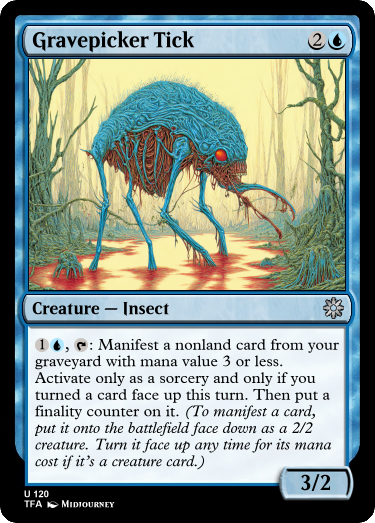 Gravepicker Tick 2
Creature — Insect
1, : Manifest a nonland card from your
graveyard with mana value 3 or less.
Activate only as a sorcery and only if you
turned a card face up this turn. Then put a
finality counter on it. (To manifest a card,
put it onto the battlefield face down as a 2/2
creature. Turn it face up any time for its mana
cost if it's a creature card.)
3/2
U 120
TFA Midjourney